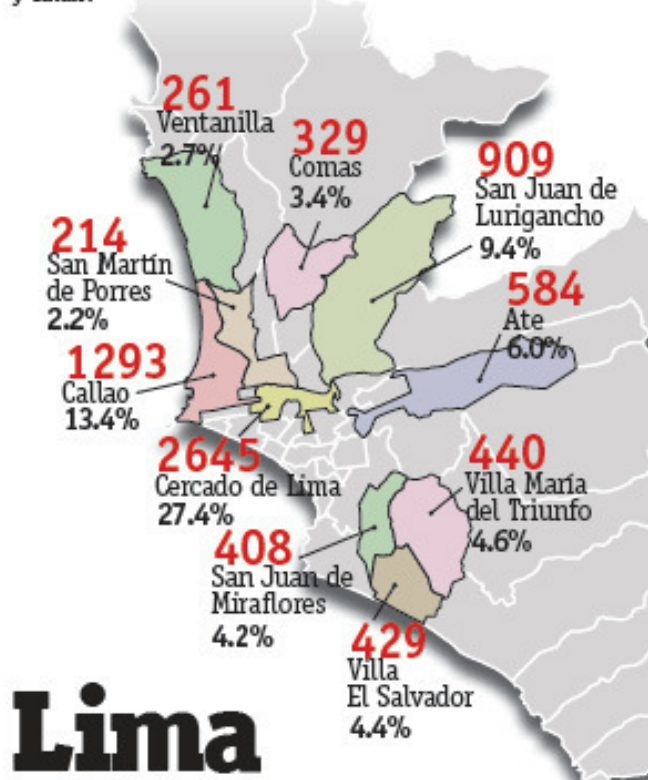 261
Ventanilla
2.7%
329
Comas
3.4%
909
San Juan de
Lurigancho
9.4%
214
San Martín
de Porres
2.2%
584
Ate
6.0%
1293
Callao
13.4%
2645
Cercado de Lima
27.4%
440
Villa María
del Triunfo
4.6%
408
San Juan de
Miraflores
4.2%
429
Villa
El Salvador
4.4%
Lima